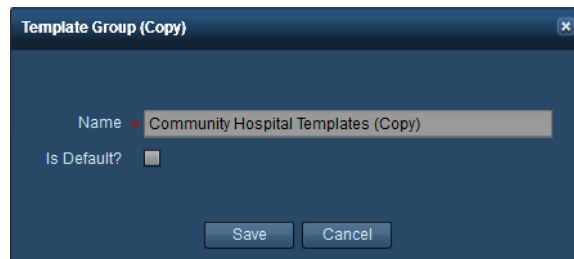 Template Group (Copy)
Name * Community Hospital Templates (Copy)
Is Default?
Save Cancel